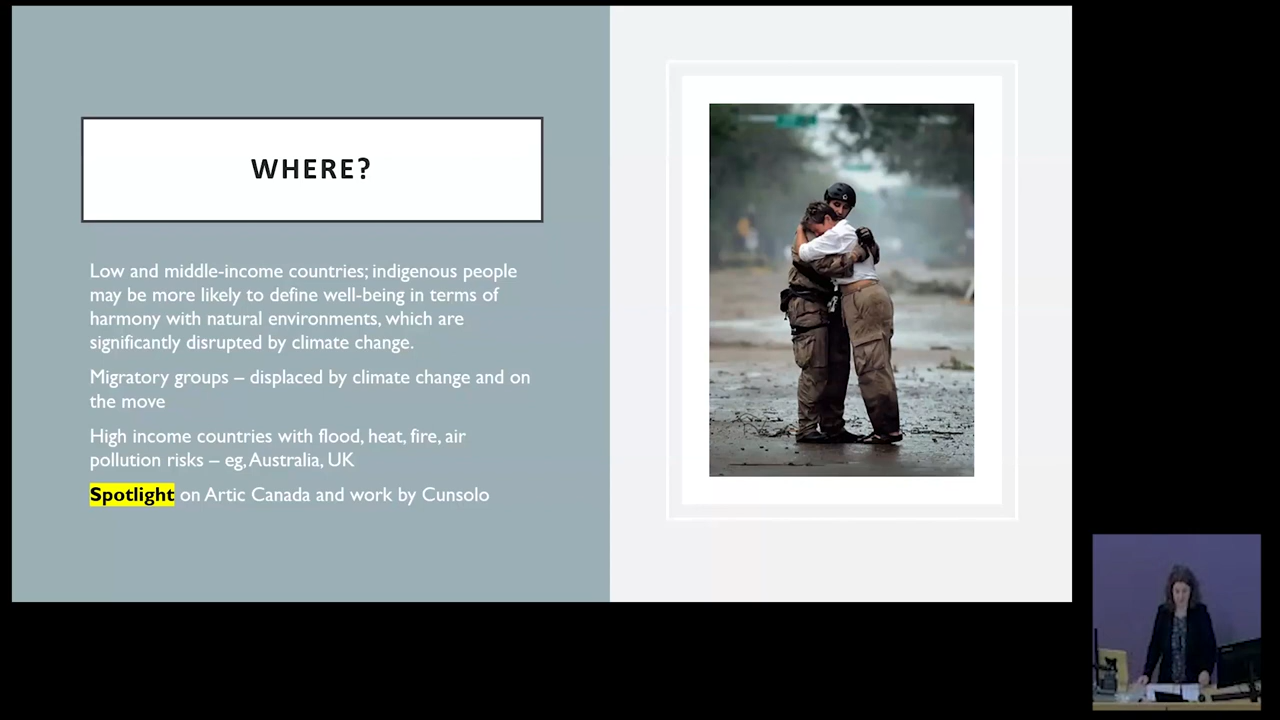 WHERE?
Low and middle-income countries; indigenous people
may be more likely to define well-being in terms of
harmony with natural environments, which are
significantly disrupted by climate change.
Migratory groups – displaced by climate change and on
the move
High income countries with flood, heat, fire, air
pollution risks – eg, Australia, UK
Spotlight on Artic Canada and work by Cunsolo